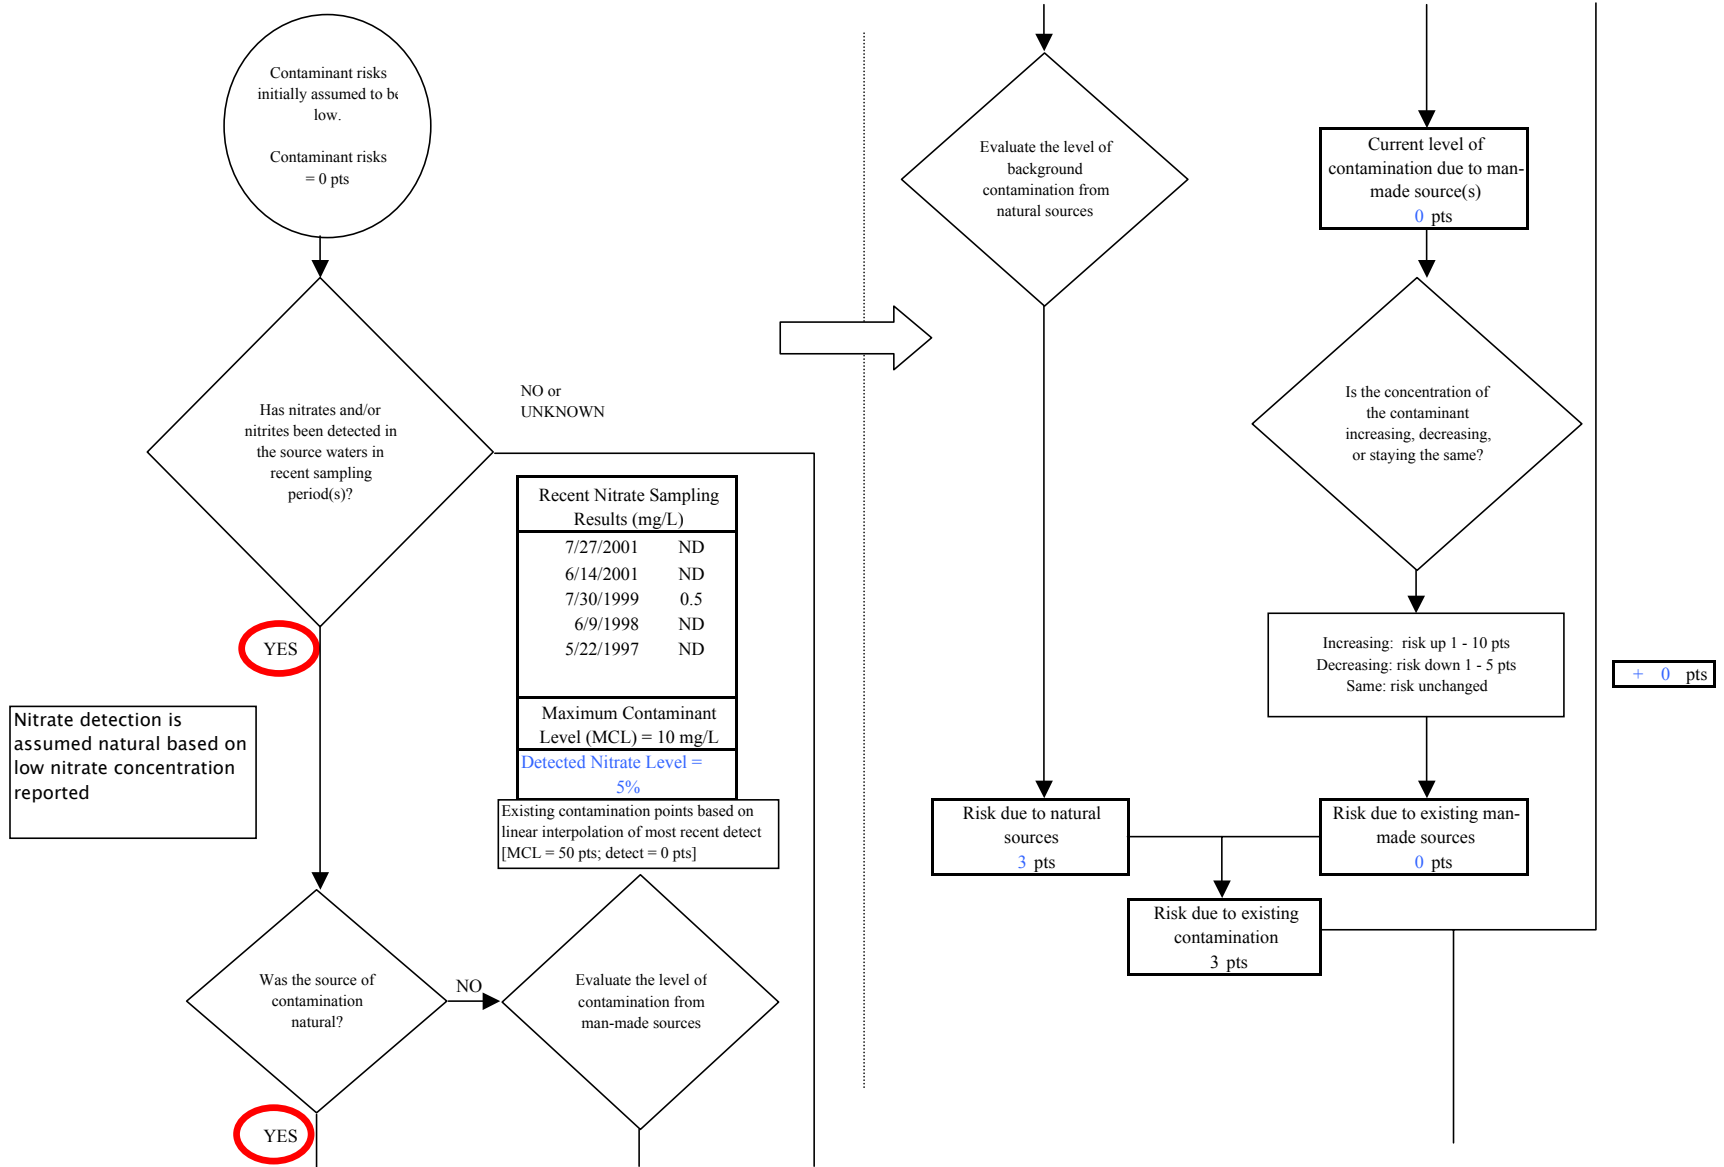 Contaminant risks
initially assumed to be
low.
Contaminant risks
= 0 pts
Has nitrates and/or
nitrites been detected in
the source waters in
recent sampling
period(s)?
NO or
UNKNOWN
YES
Recent Nitrate Sampling
Results (mg/L)
7/27/2001 ND
6/14/2001 ND
7/30/1999 0.5
6/9/1998 ND
5/22/1997 ND
Maximum Contaminant
Level (MCL) = 10 mg/L
Detected Nitrate Level =
5%
Existing contamination points based on
linear interpolation of most recent detect
[MCL = 50 pts; detect = 0 pts]
Nitrate detection is
assumed natural based on
low nitrate concentration
reported
Was the source of
contamination
natural?
NO
Evaluate the level of
contamination from
man-made sources
YES
Evaluate the level of
background
contamination from
natural sources
Current level of
contamination due to man-
made source(s)
0 pts
Is the concentration of
the contaminant
increasing, decreasing,
or staying the same?
Increasing: risk up 1 - 10 pts
Decreasing: risk down 1 - 5 pts
Same: risk unchanged
+ 0 pts
Risk due to natural
sources
3 pts
Risk due to existing man-
made sources
0 pts
Risk due to existing
contamination
3 pts